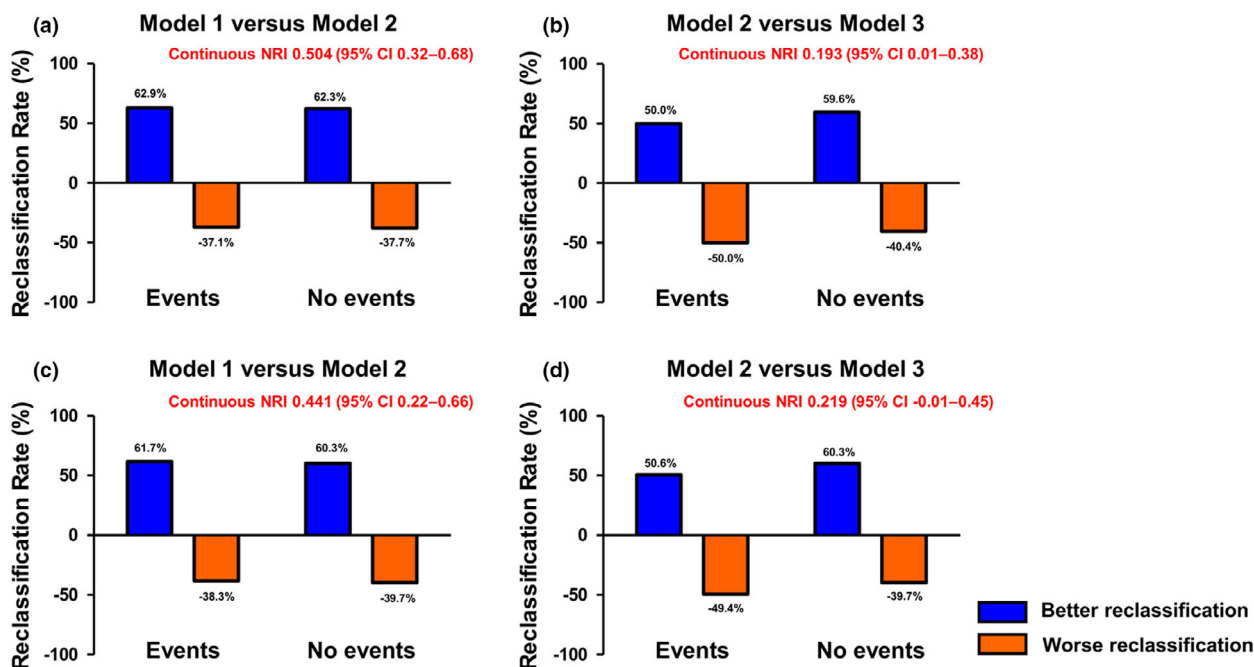 (a)
Model 1 versus Model 2
Continuous NRI 0.504 (95% CI 0.32–0.68)
Reclassification Rate (%)
100
50
0
-50
-100
62.9%
-37.1%
62.3%
-37.7%
Events
No events
(b)
Model 2 versus Model 3
Continuous NRI 0.193 (95% CI 0.01–0.38)
Reclassification Rate (%)
100
50
0
-50
-100
50.0%
-50.0%
59.6%
-40.4%
Events
No events
(c)
Model 1 versus Model 2
Continuous NRI 0.441 (95% CI 0.22–0.66)
Reclassification Rate (%)
100
50
0
-50
-100
61.7%
-38.3%
60.3%
-39.7%
Events
No events
(d)
Model 2 versus Model 3
Continuous NRI 0.219 (95% CI -0.01–0.45)
Reclassification Rate (%)
100
50
0
-50
-100
50.6%
-49.4%
60.3%
-39.7%
Events
No events
Better reclassification
Worse reclassification